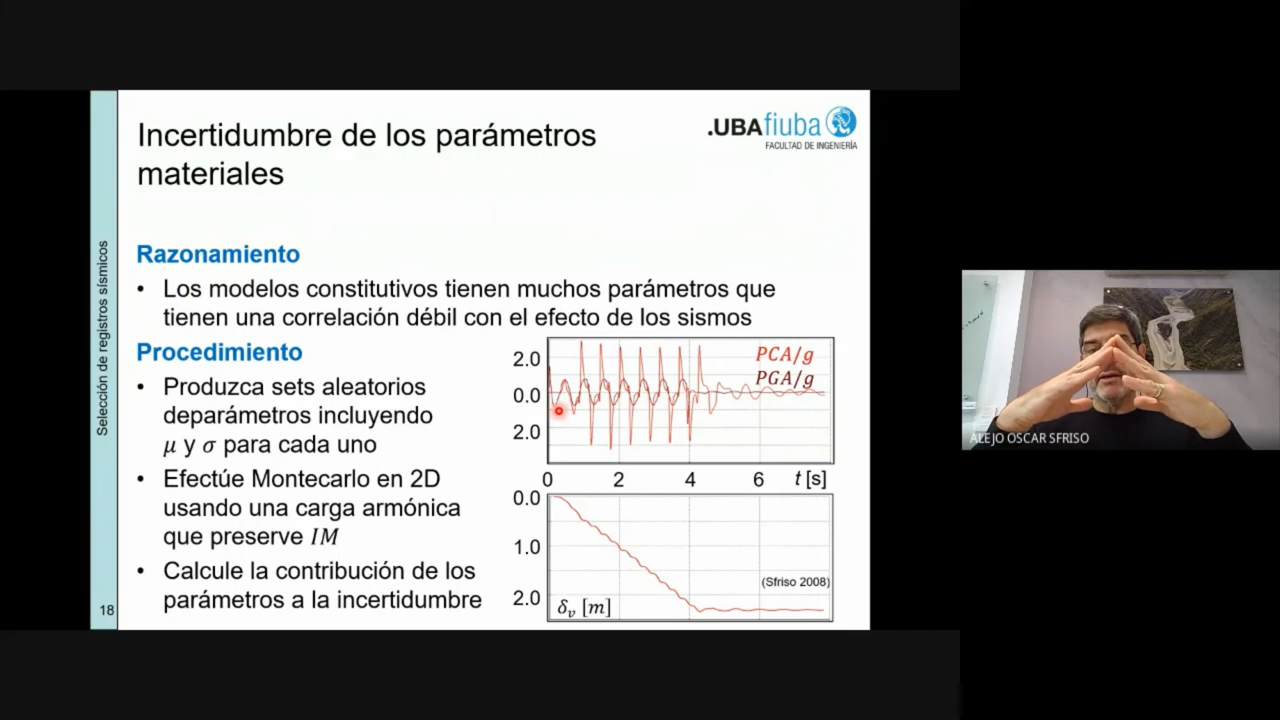 Incertidumbre de los parámetros
materiales
.UBAfiuba
FACULTAD DE INGENIERÍA
Selección de registros sísmicos
Razonamiento
• Los modelos constitutivos tienen muchos parámetros que
tienen una correlación débil con el efecto de los sismos
Procedimiento
• Produzca sets aleatorios
deparámetros incluyendo
μ y σ para cada uno
• Efectúe Montecarlo en 2D
usando una carga armónica
que preserve IM
• Calcule la contribución de los
parámetros a la incertidumbre
18
2.0
0.0
2.0
PCA/g
PGA/g
0 2 4 6 t [s]
0.0
1.0
2.0
(Sfriso 2008)
δv [m]
ALEJO OSCAR SFRISO